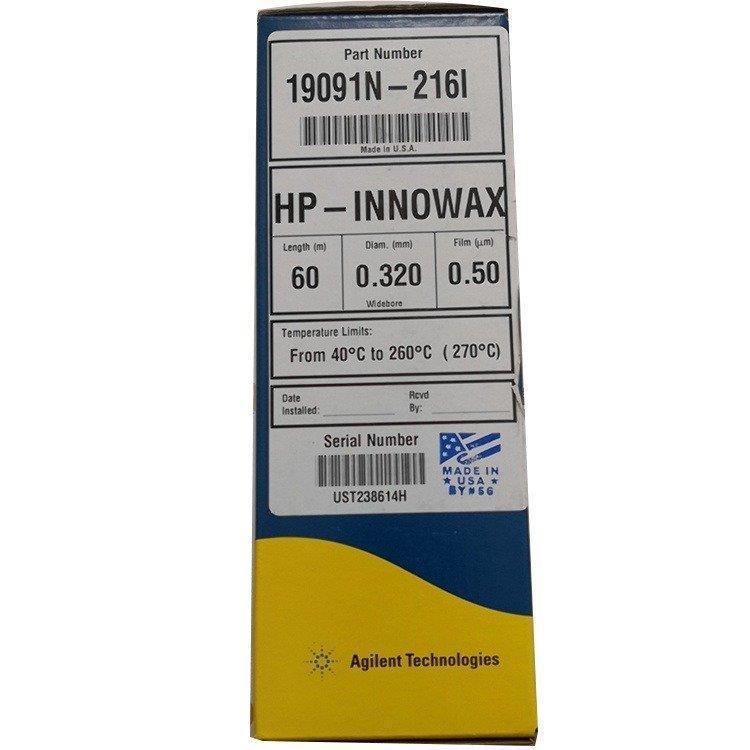 Part Number
19091N – 216I
Made in U.S.A.
HP – INNOWAX
Length (m) Diam. (mm) Film (µm)
60 0.320 0.50
Widebore
Temperature Limits:
From 40°C to 260°C ( 270°C)
Date Installed: Rcvd By:
Serial Number
UST238614H
MADE IN
USA
BY#56
Agilent Technologies